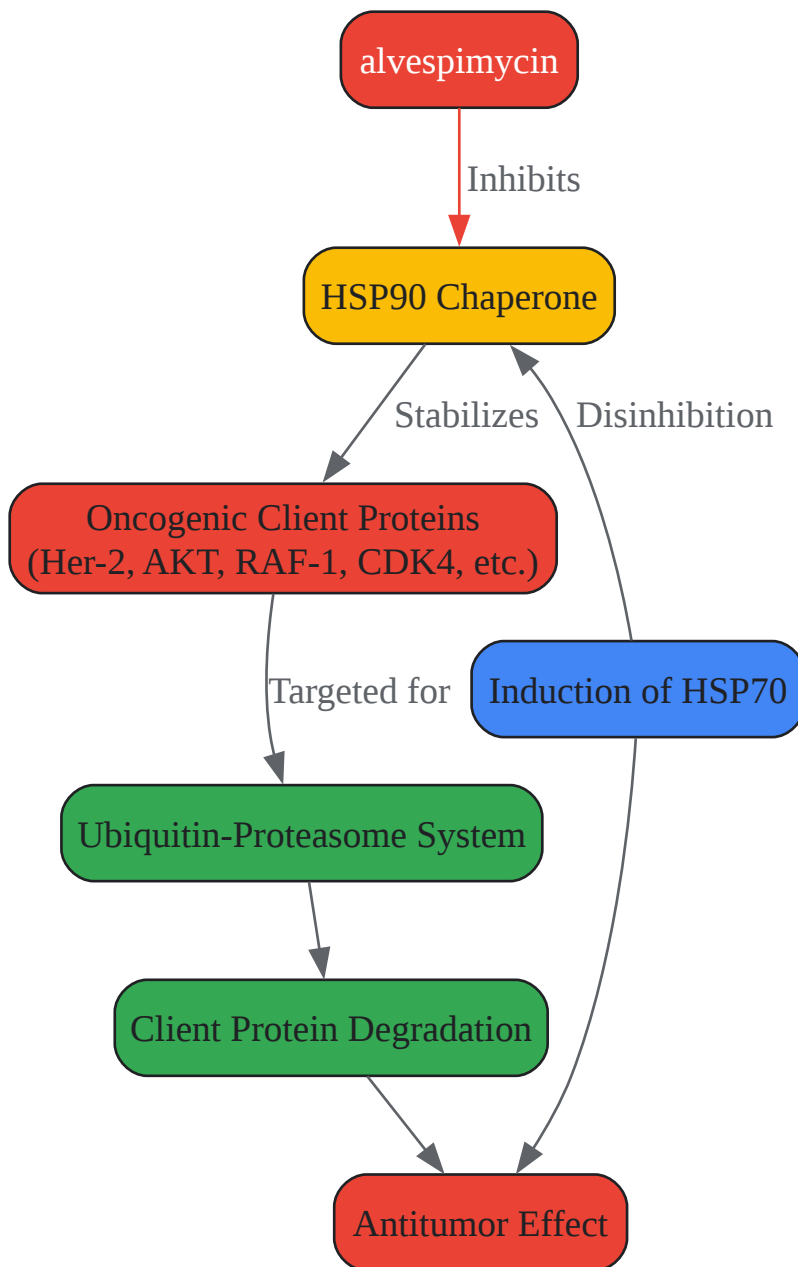 alvespimycin
Inhibits
HSP90 Chaperone
Stabilizes
Disinhibition
Oncogenic Client Proteins
(Her-2, AKT, RAF-1, CDK4, etc.)
Targeted for
Induction of HSP70
Ubiquitin-Proteasome System
Client Protein Degradation
Antitumor Effect